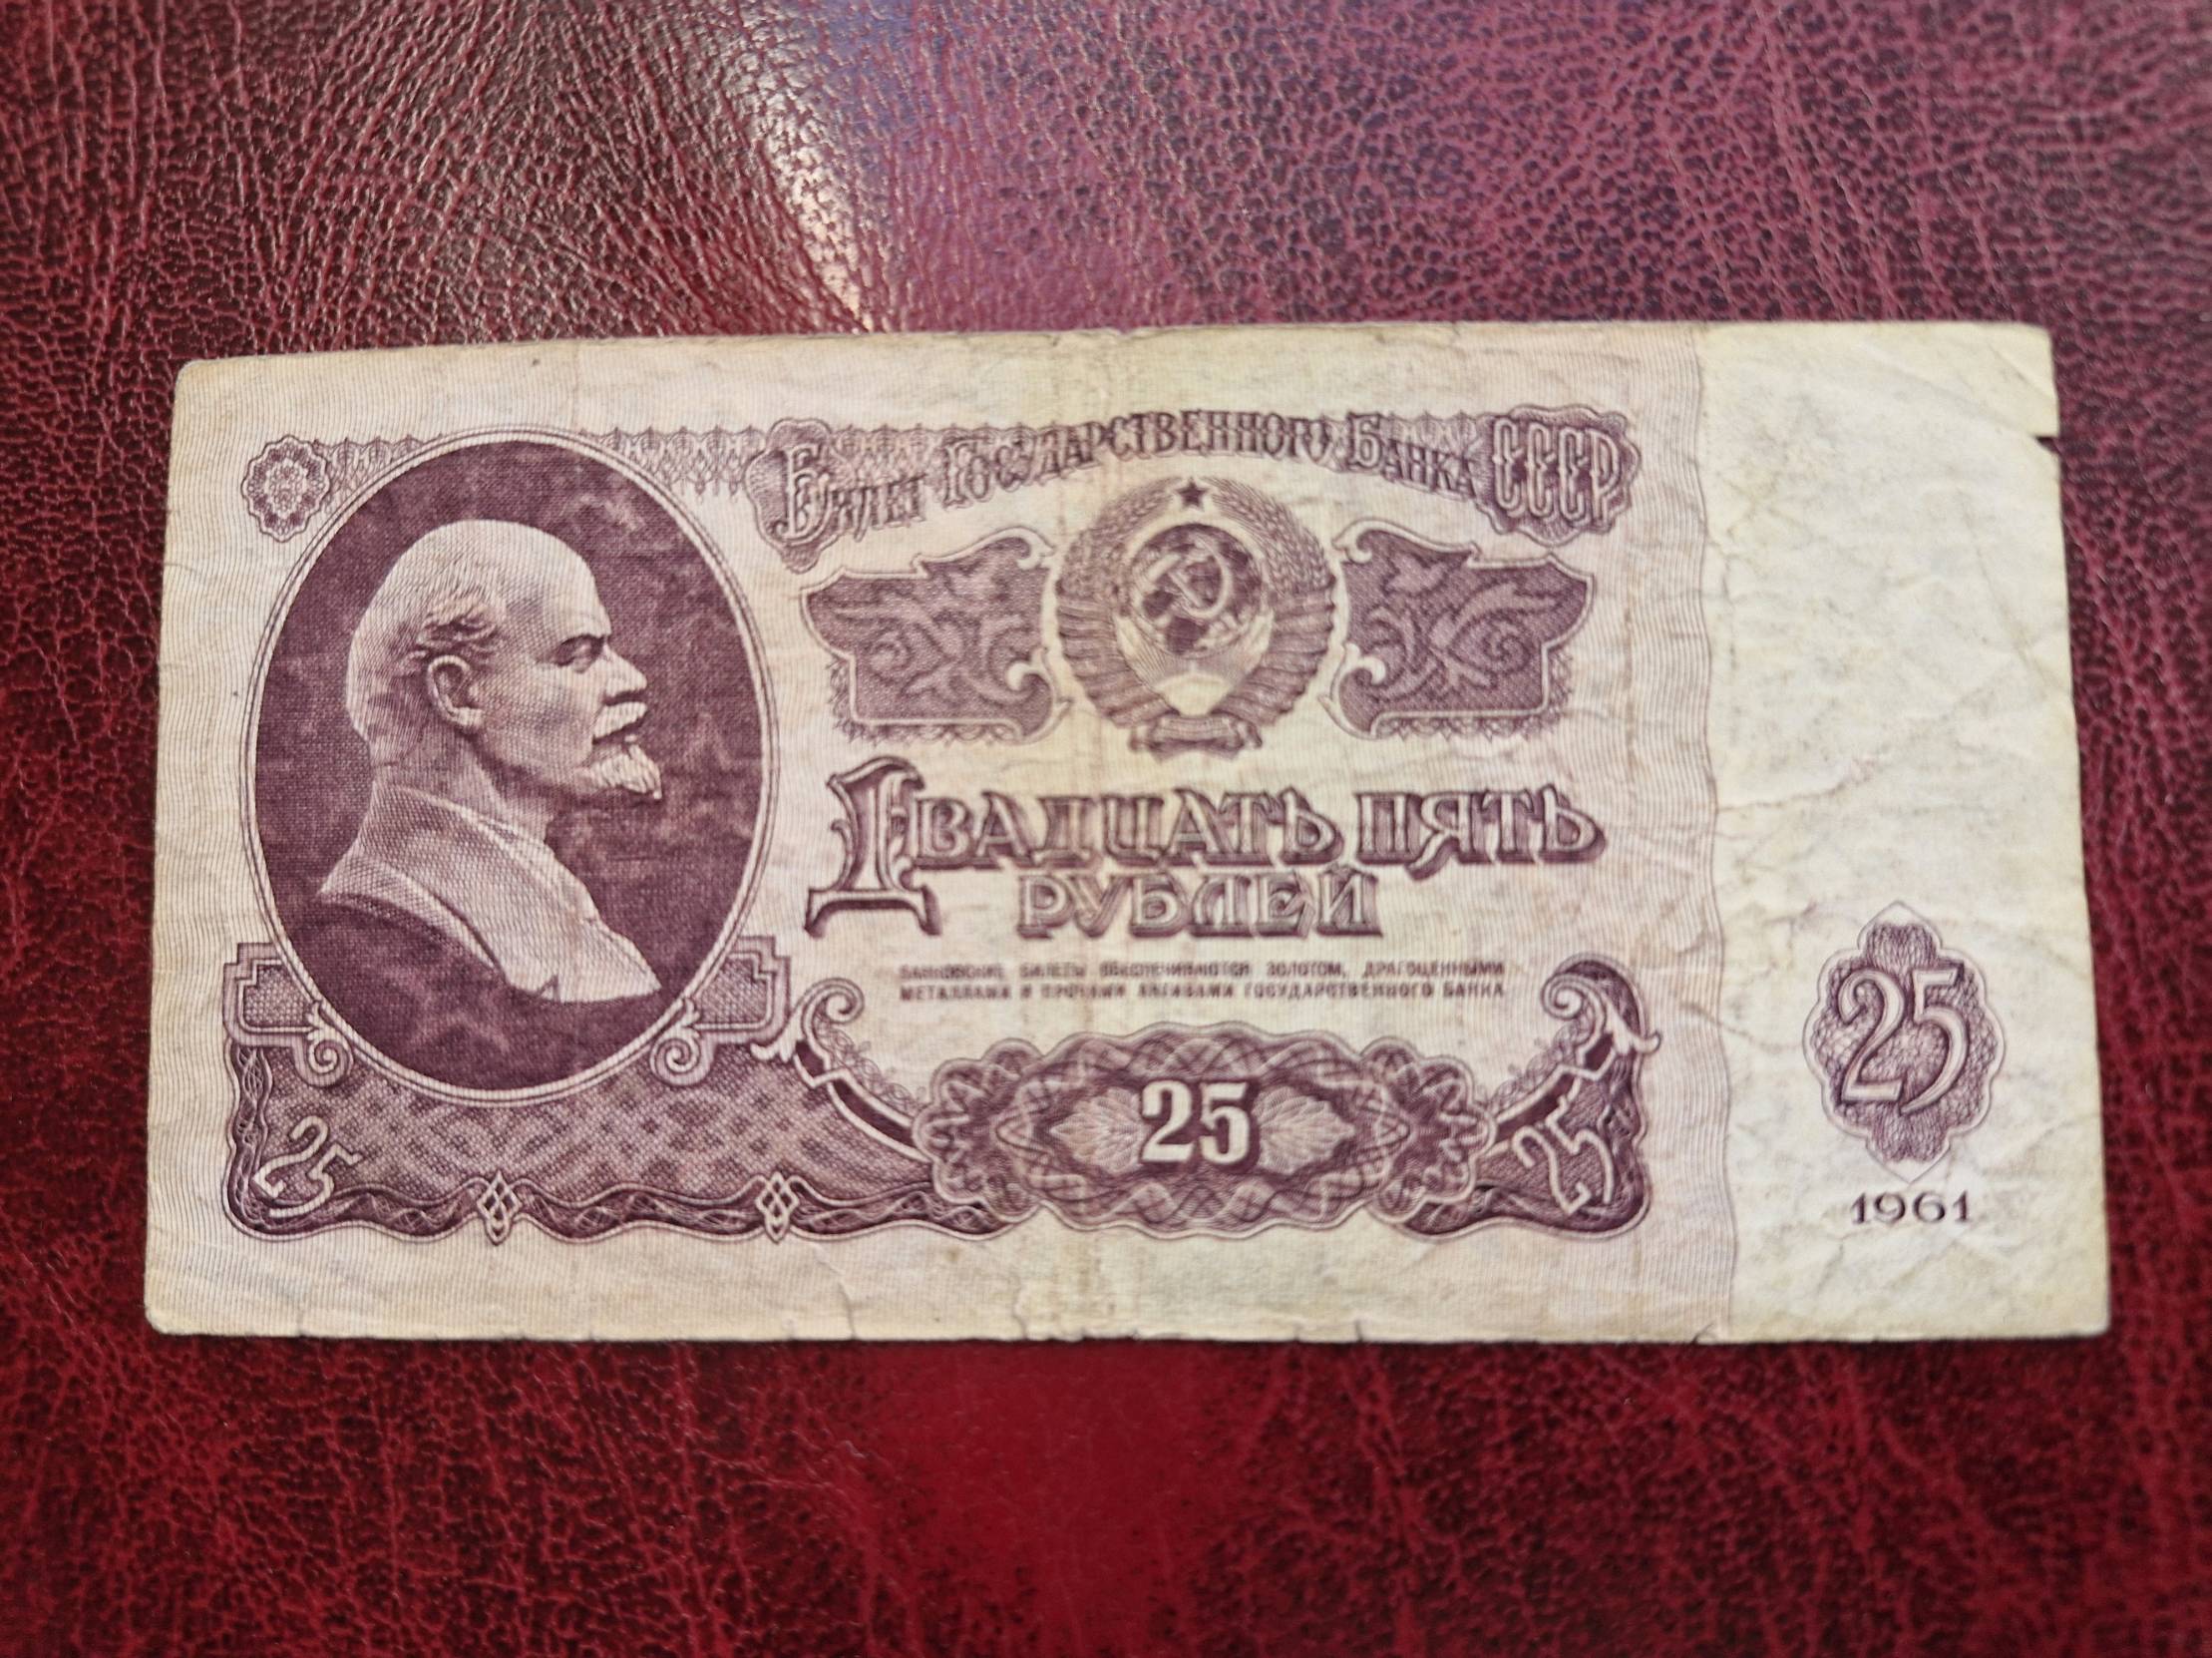 Билет Государственного Банка СССР
Двадцать пять
рублей
БАНКОВСКИЕ БИЛЕТЫ ОБЕСПЕЧИВАЮТСЯ ЗОЛОТОМ, ДРАГОЦЕННЫМИ
МЕТАЛЛАМИ И ПРОЧИМИ АКТИВАМИ ГОСУДАРСТВЕННОГО БАНКА
25
25
25
25
1961